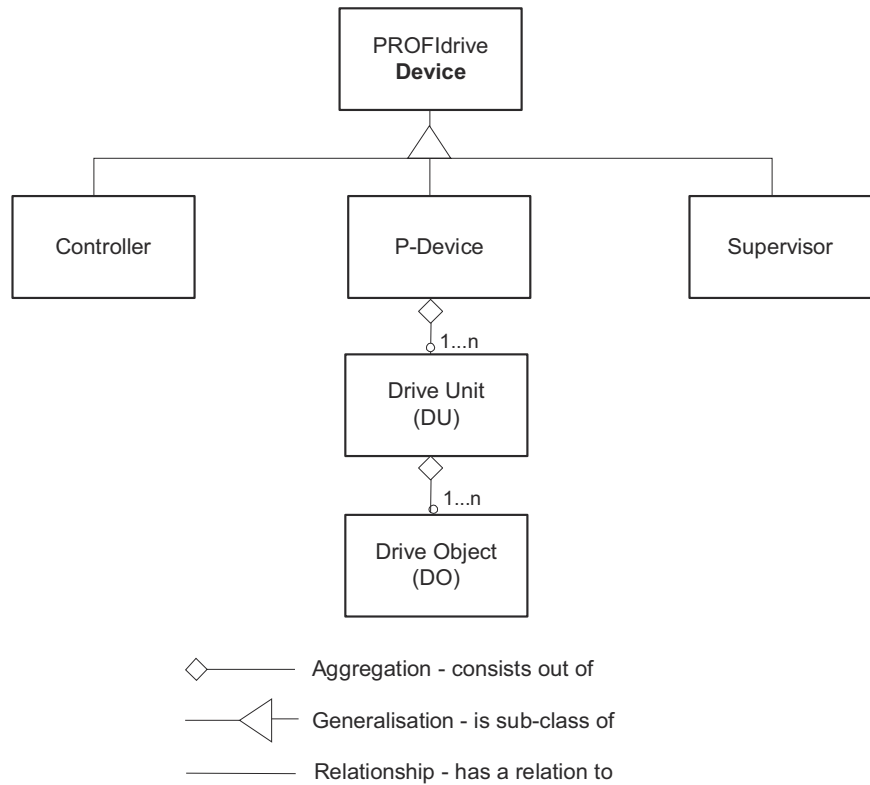 PROFIdrive
Device
Controller
P-Device
Supervisor
1...n
Drive Unit
(DU)
1...n
Drive Object
(DO)
Aggregation - consists out of
Generalisation - is sub-class of
Relationship - has a relation to